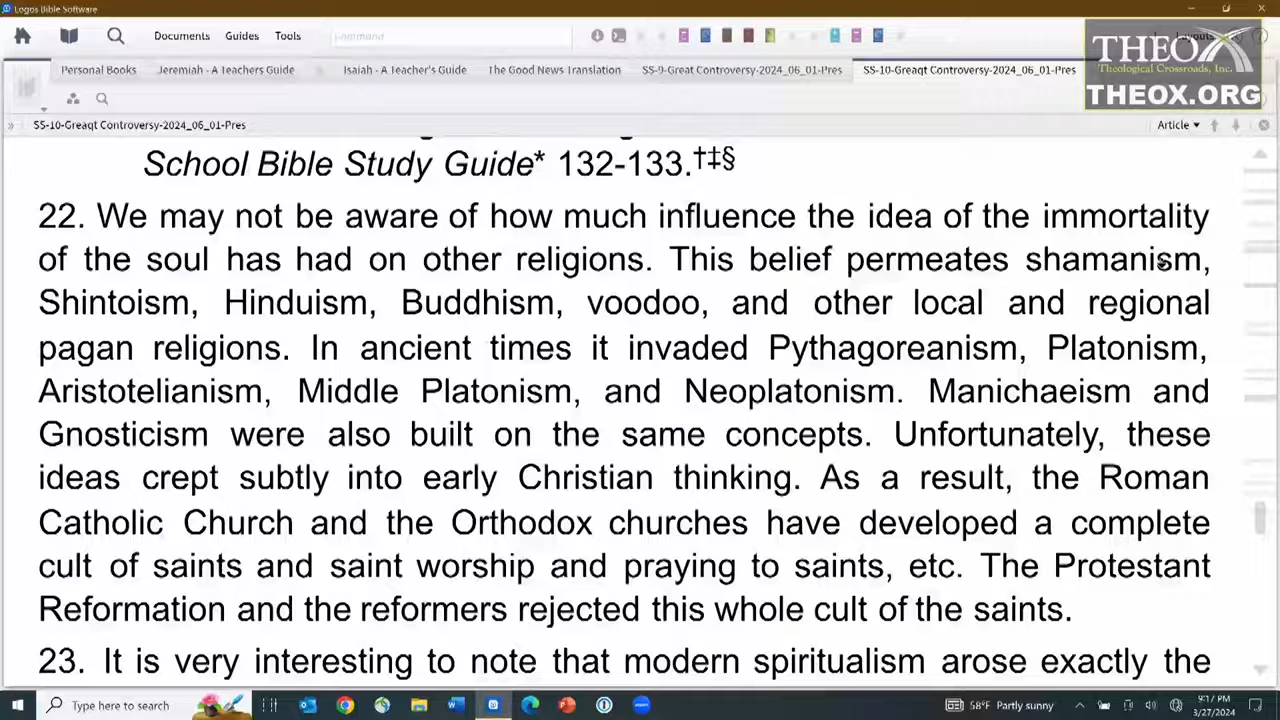 Logos Bible Software
Documents Guides Tools Command
THEOX
Theological Crossroads, Inc.
THEOX.ORG
Personal Books Jeremiah - A Teachers Guide Isaiah - A The Good News Translation SS-9-Great Controversy-2024_06_01-Pres SS-10-Greaqt Controversy-2024_06_01-Pres
SS-10-Greaqt Controversy-2024_06_01-Pres Article
School Bible Study Guide* 132-133.†‡§
22. We may not be aware of how much influence the idea of the immortality
of the soul has had on other religions. This belief permeates shamanism,
Shintoism, Hinduism, Buddhism, voodoo, and other local and regional
pagan religions. In ancient times it invaded Pythagoreanism, Platonism,
Aristotelianism, Middle Platonism, and Neoplatonism. Manichaeism and
Gnosticism were also built on the same concepts. Unfortunately, these
ideas crept subtly into early Christian thinking. As a result, the Roman
Catholic Church and the Orthodox churches have developed a complete
cult of saints and saint worship and praying to saints, etc. The Protestant
Reformation and the reformers rejected this whole cult of the saints.
23. It is very interesting to note that modern spiritualism arose exactly the
Type here to search 58°F Partly sunny 9:17 PM
3/27/2024